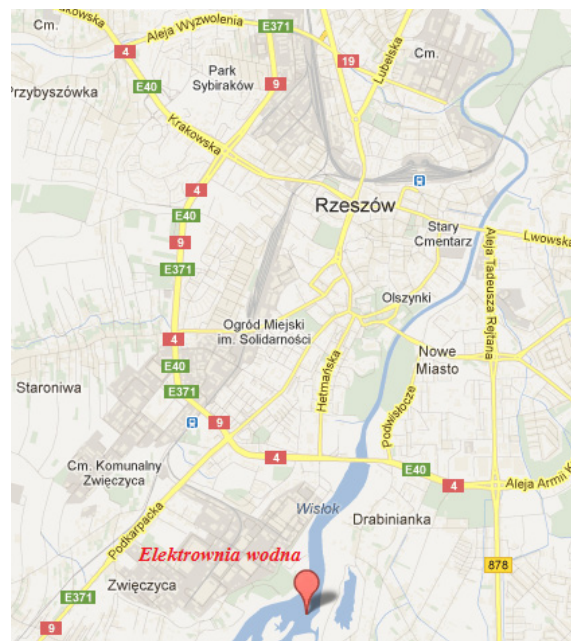 Cm.
Krakowska
4
Aleja Wyzwolenia
E371
Lubelska
19
Cm.
E40
Park
Sybiraków
9
Przybyszówka
Krakowska
4
Rzeszów
E40
Stary
Cmentarz
Lwowska
9
E371
Aleja Tadeusza Rejtana
Olszynki
Ogród Miejski
im. Solidarności
4
Nowe
Miasto
E40
Staroniwa
E371
Hetmańska
Podwisłocze
9
4
E40
4
Aleja Armii K
Cm. Komunalny
Zwięczyca
Wisłok
Drabinianka
Podkarpacka
Elektrownia wodna
878
Zwięczyca
E371
9